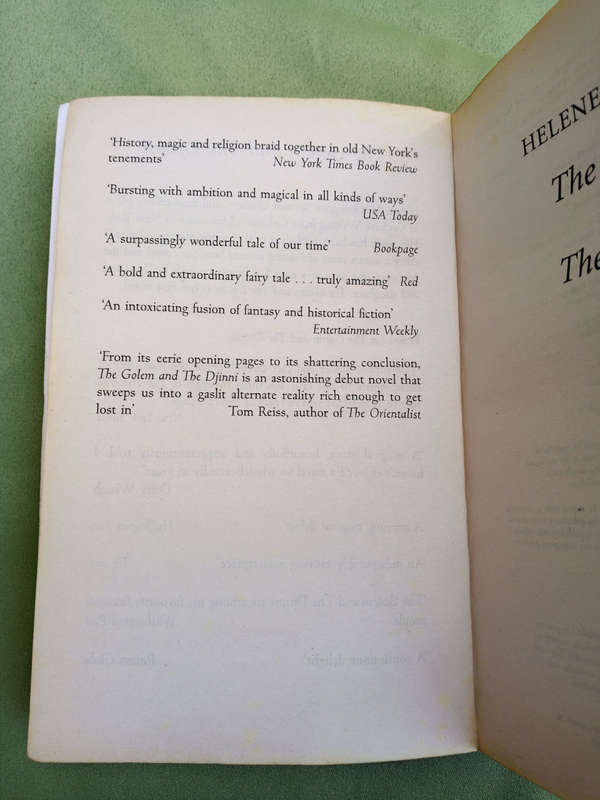 'History, magic and religion braid together in old New York's
tenements' New York Times Book Review
'Bursting with ambition and magical in all kinds of ways'
USA Today
'A surpassingly wonderful tale of our time' Bookpage
'A bold and extraordinary fairy tale . . . truly amazing' Red
'An intoxicating fusion of fantasy and historical fiction'
Entertainment Weekly
'From its eerie opening pages to its shattering conclusion,
The Golem and The Djinni is an astonishing debut novel that
sweeps us into a gaslit alternate reality rich enough to get
lost in' Tom Reiss, author of The Orientalist
HELENE
The
The